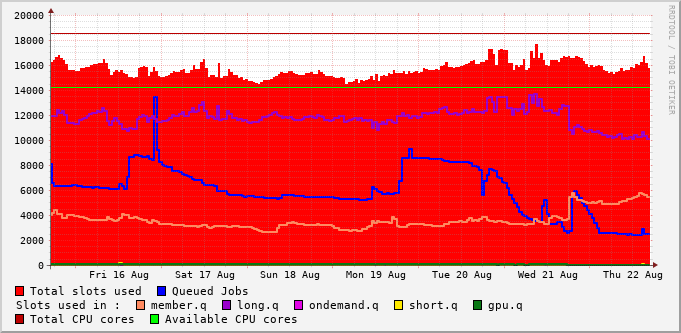 20000
18000
16000
14000
12000
10000
8000
6000
4000
2000
0
Fri 16 Aug Sat 17 Aug Sun 18 Aug Mon 19 Aug Tue 20 Aug Wed 21 Aug Thu 22 Aug
RRDTOOL / TOBI OETIKER
Total slots used Queued Jobs
Slots used in : member.q long.q ondemand.q short.q gpu.q
Total CPU cores Available CPU cores